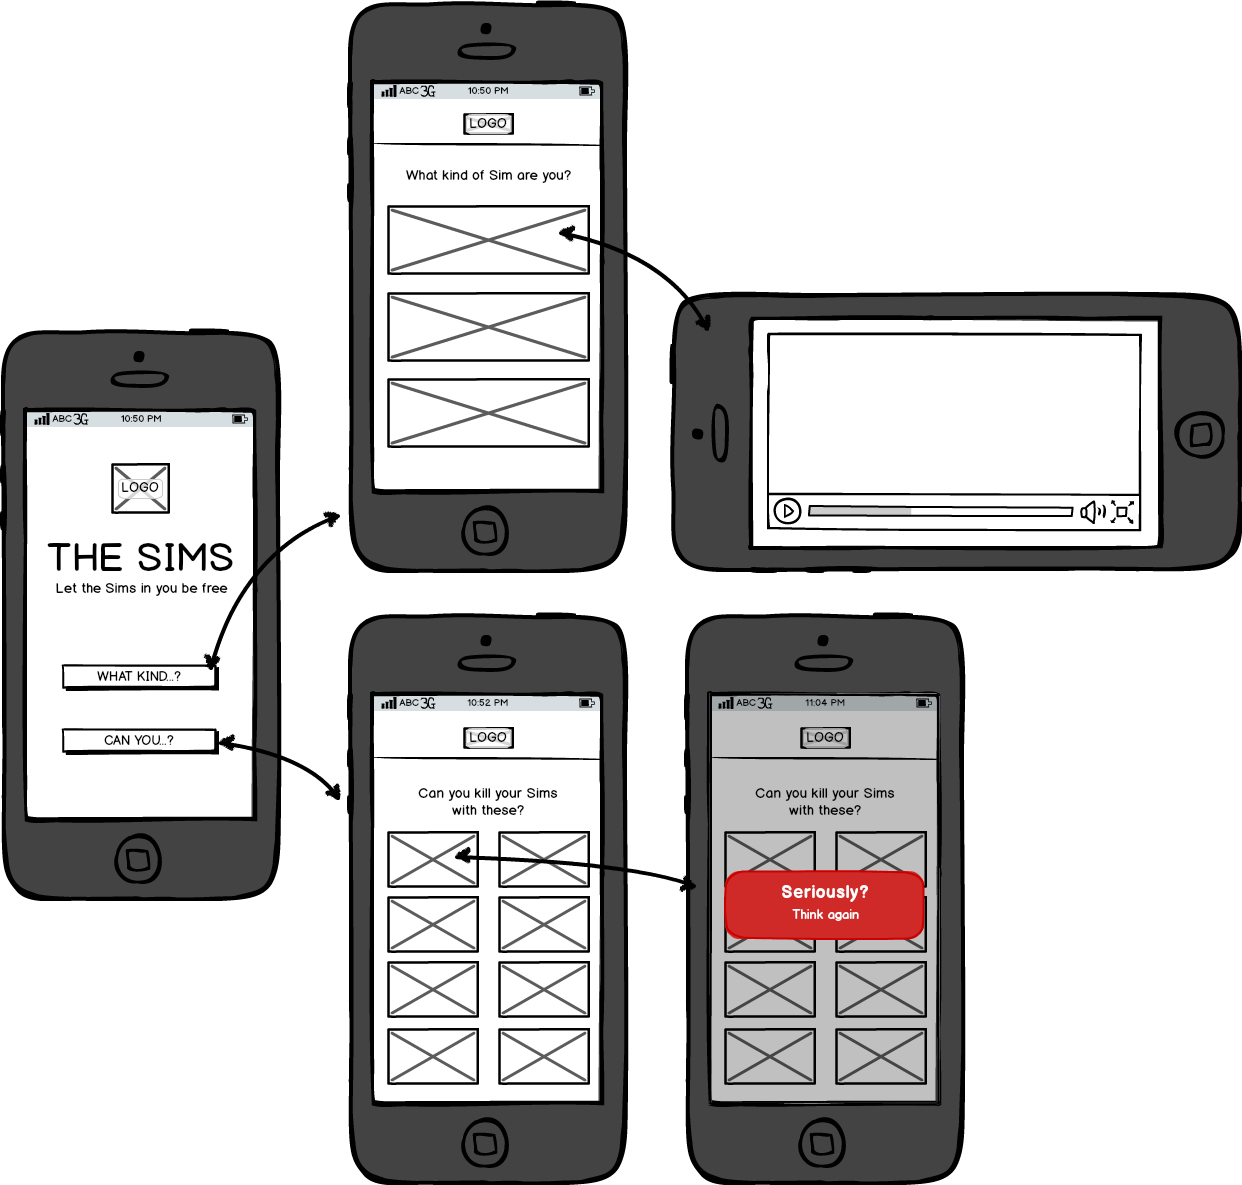 ABC 3G 10:50 PM
LOGO
What kind of Sim are you?
ABC 3G 10:50 PM
LOGO
THE SIMS
Let the Sims in you be free
WHAT KIND...?
CAN YOU...?
ABC 3G 10:52 PM
LOGO
Can you kill your Sims
with these?
ABC 3G 11:04 PM
LOGO
Can you kill your Sims
with these?
Seriously?
Think again